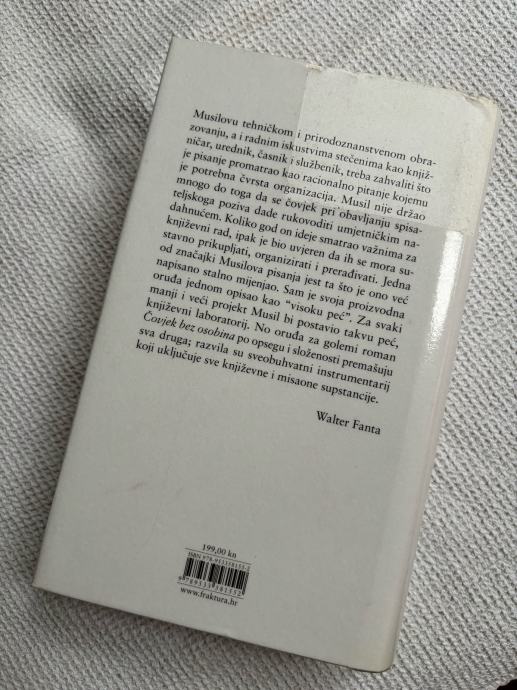 Musilovu tehničkom i prirodoznanstvenom obra-
zovanju, a i radnim iskustvima stečenima kao knjiž-
ničar, urednik, časnik i službenik, treba zahvaliti što
je pisanje promatrao kao racionalno pitanje kojemu
je potrebna čvrsta organizacija. Musil nije držao
mnogo do toga da se čovjek pri obavljanju spisa-
teljskoga poziva dade rukovoditi umjetničkim na-
dahnućem. Koliko god on ideje smatrao važnima za
književni rad, ipak je bio uvjeren da ih se mora su-
stavno prikupljati, organizirati i prerađivati. Jedna
od značajki Musilova pisanja jest ta što je ono već
napisano stalno mijenjao. Sam je svoja proizvodna
oruđa jednom opisao kao “visoku peć”. Za svaki
manji i veći projekt Musil bi postavio takvu peć,
književni laboratorij. No oruđa za golemi roman
Čovjek bez osobina po opsegu i složenosti premašuju
sva druga; razvila su sveobuhvatni instrumentarij
koji uključuje sve književne i misaone supstancije.
Walter Fanta
199,00 kn
ISBN 978-953358155-2
9789533581552
www.fraktura.hr